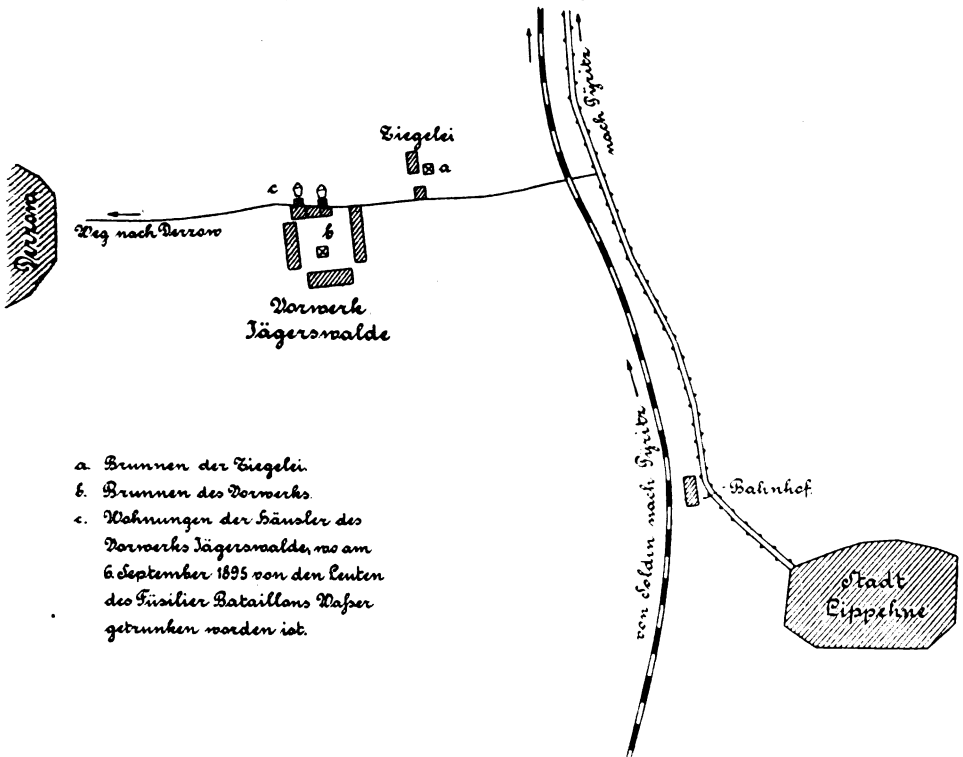 nach Pyritz
Ziegelei
a
c
Derrow
Weg nach Derrow
b
Vorwerk
Jägerswalde
von Soldin nach Pyritz
Bahnhof.
Stadt
Lippehne
a. Brunnen der Ziegelei.
b. Brunnen des Vorwerks.
c. Wohnungen der Häusler des
Vorwerks Jägerswalde, wo am
6. September 1895 von den Leuten
des Füsilier Bataillons Waßer
getrunken worden ist.